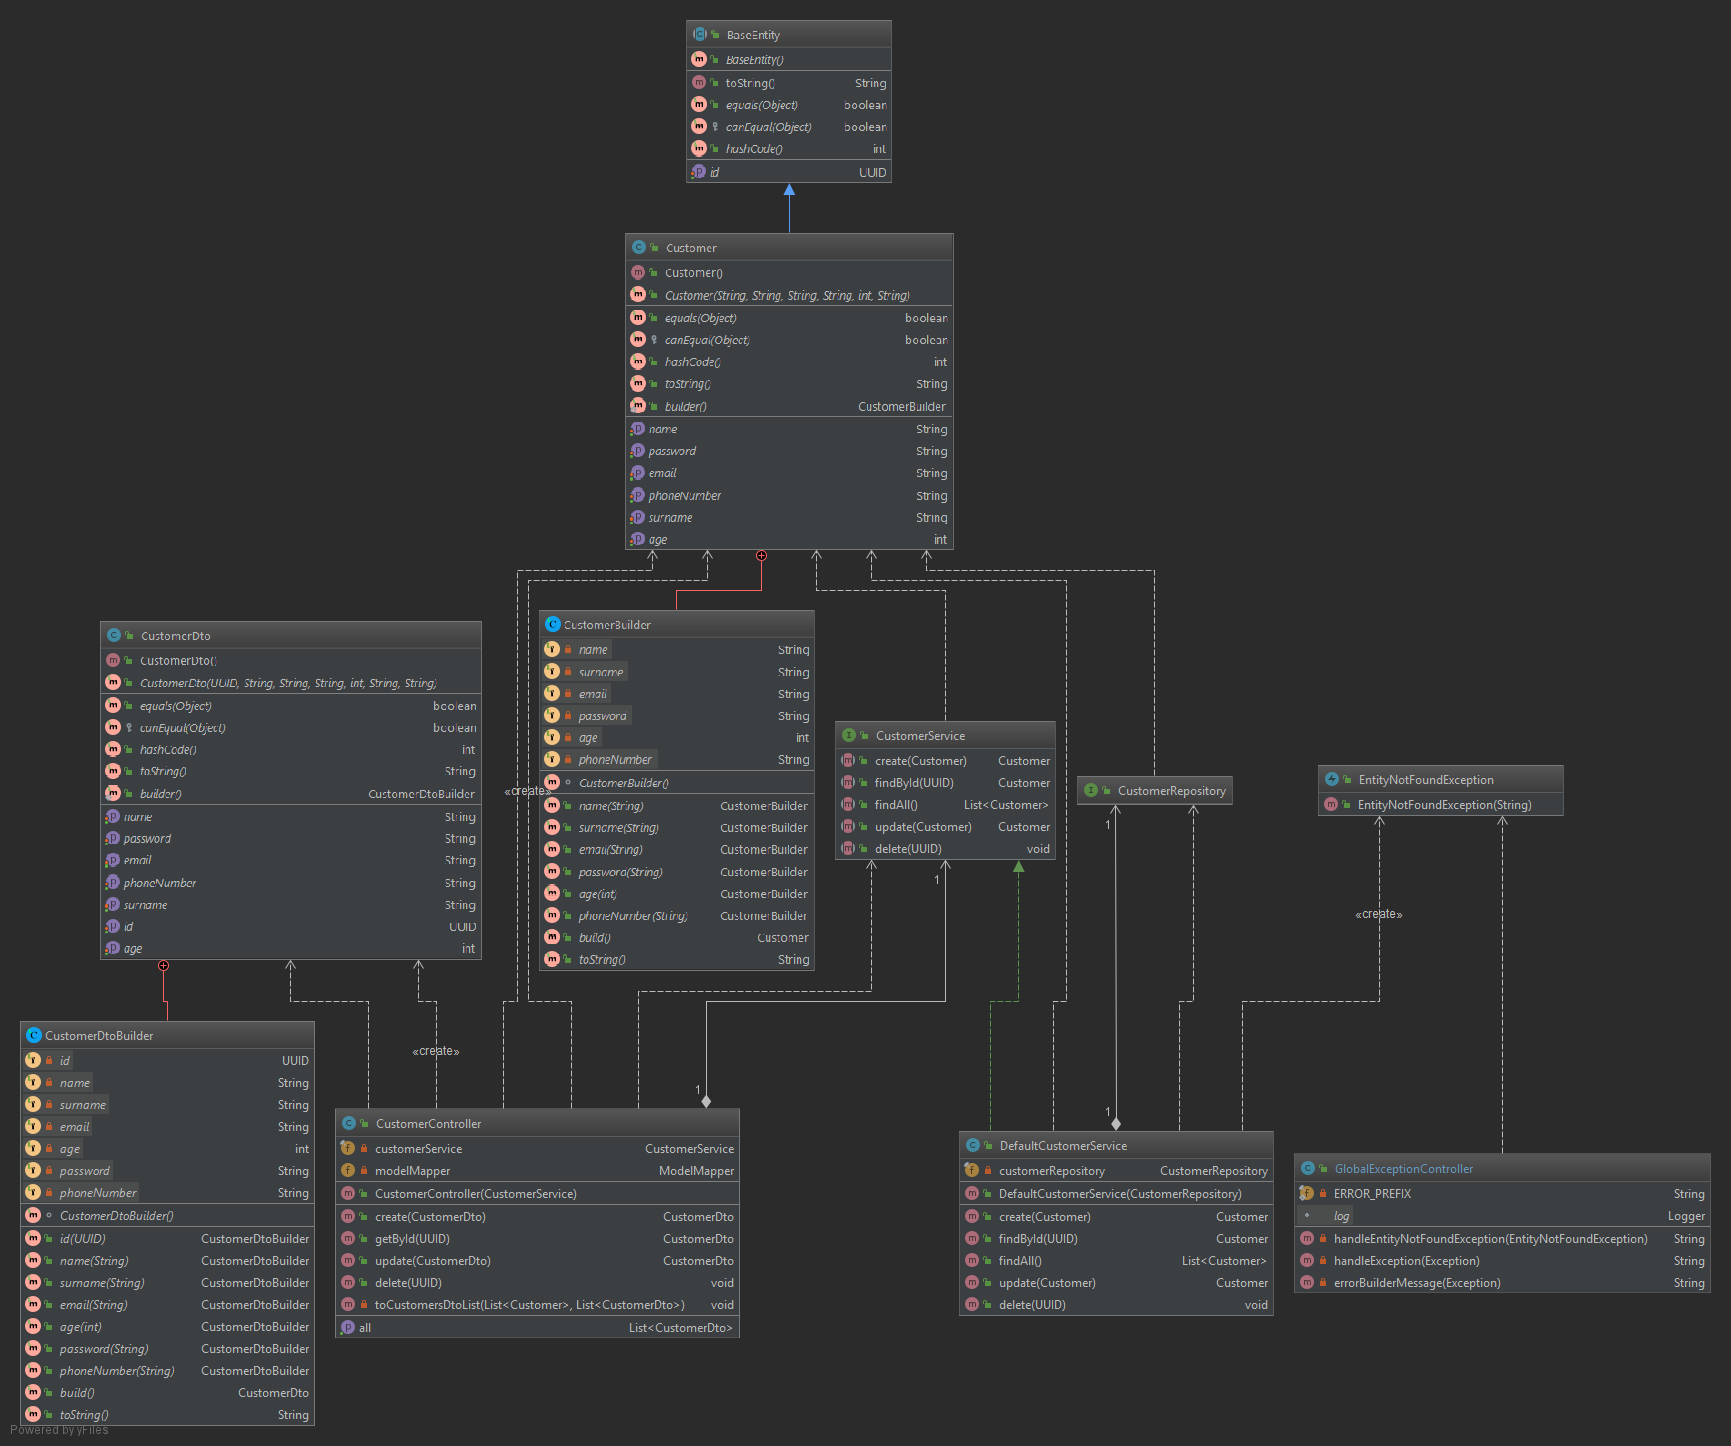 BaseEntity
BaseEntity()
toString() String
equals(Object) boolean
canEqual(Object) boolean
hashCode() int
id UUID
Customer
Customer()
Customer(String, String, String, String, int, String)
equals(Object) boolean
canEqual(Object) boolean
hashCode() int
toString() String
builder() CustomerBuilder
name String
password String
email String
phoneNumber String
surname String
age int
CustomerDto
CustomerDto()
CustomerDto(UUID, String, String, String, int, String, String)
equals(Object) boolean
canEqual(Object) boolean
hashCode() int
toString() String
builder() CustomerDtoBuilder
name String
password String
email String
phoneNumber String
surname String
id UUID
age int
CustomerBuilder
name String
surname String
email String
password String
age int
phoneNumber String
CustomerBuilder()
name(String) CustomerBuilder
surname(String) CustomerBuilder
email(String) CustomerBuilder
password(String) CustomerBuilder
age(int) CustomerBuilder
phoneNumber(String) CustomerBuilder
build() Customer
toString() String
«create»
CustomerService
create(Customer) Customer
findById(UUID) Customer
findAll() List<Customer>
update(Customer) Customer
delete(UUID) void
1
CustomerRepository
1
EntityNotFoundException
EntityNotFoundException(String)
«create»
«create»
1
1
CustomerDtoBuilder
id UUID
name String
surname String
email String
age int
password String
phoneNumber String
CustomerDtoBuilder()
id(UUID) CustomerDtoBuilder
name(String) CustomerDtoBuilder
surname(String) CustomerDtoBuilder
email(String) CustomerDtoBuilder
age(int) CustomerDtoBuilder
password(String) CustomerDtoBuilder
phoneNumber(String) CustomerDtoBuilder
build() CustomerDto
toString() String
CustomerController
customerService CustomerService
modelMapper ModelMapper
CustomerController(CustomerService)
create(CustomerDto) CustomerDto
getById(UUID) CustomerDto
update(CustomerDto) CustomerDto
delete(UUID) void
toCustomersDtoList(List<Customer>, List<CustomerDto>) void
all List<CustomerDto>
DefaultCustomerService
customerRepository CustomerRepository
DefaultCustomerService(CustomerRepository)
create(Customer) Customer
findById(UUID) Customer
findAll() List<Customer>
update(Customer) Customer
delete(UUID) void
GlobalExceptionController
ERROR_PREFIX String
log Logger
handleEntityNotFoundException(EntityNotFoundException) String
handleException(Exception) String
errorBuilderMessage(Exception) String
Powered by yFiles